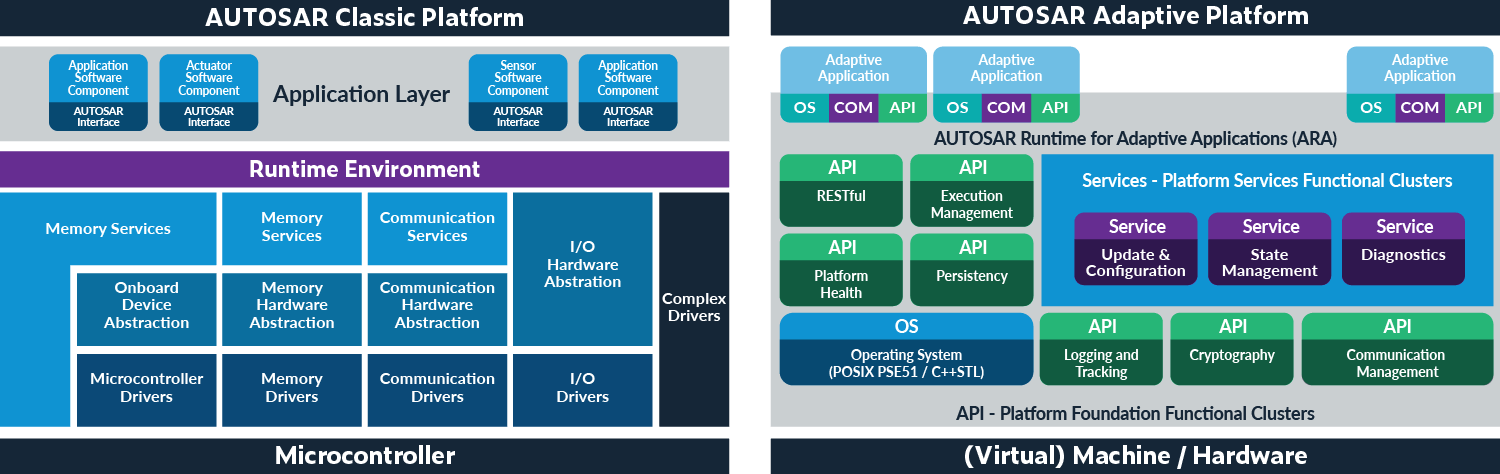 AUTOSAR Classic Platform
Application
Software
Component
AUTOSAR
Interface
Actuator
Software
Component
AUTOSAR
Interface
Application Layer
Sensor
Software
Component
AUTOSAR
Interface
Application
Software
Component
AUTOSAR
Interface
Runtime Environment
Memory Services
Memory
Services
Communication
Services
I/O
Hardware
Abstration
Complex
Drivers
Onboard
Device
Abstraction
Memory
Hardware
Abstraction
Communication
Hardware
Abstraction
Microcontroller
Drivers
Memory
Drivers
Communication
Drivers
I/O
Drivers
Microcontroller
AUTOSAR Adaptive Platform
Adaptive
Application
OS COM API
Adaptive
Application
OS COM API
Adaptive
Application
OS COM API
AUTOSAR Runtime for Adaptive Applications (ARA)
API
RESTful
API
Execution
Management
API
Platform
Health
API
Persistency
Services - Platform Services Functional Clusters
Service
Update &
Configuration
Service
State
Management
Service
Diagnostics
OS
Operating System
(POSIX PSE51 / C++STL)
API
Logging and
Tracking
API
Cryptography
API
Communication
Management
API - Platform Foundation Functional Clusters
(Virtual) Machine / Hardware